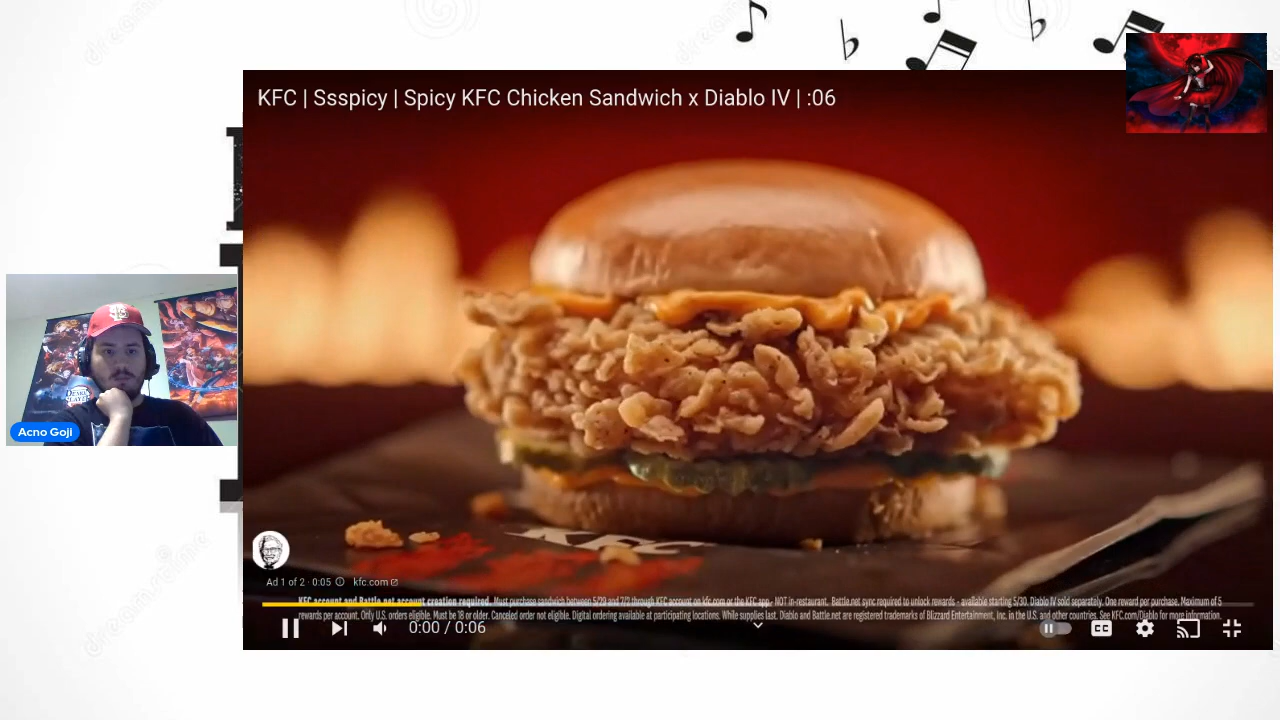 KFC | Ssspicy | Spicy KFC Chicken Sandwich x Diablo IV | :06
DEMON
SLAYER
Acno Goji
KFC
Ad 1 of 2 · 0:05 kfc.com
KFC account and Battle.net account creation required. Must purchase sandwich between 5/29 and 7/2 through KFC account on kfc.com or the KFC app - NOT in-restaurant. Battle.net sync required to unlock rewards - available starting 5/30. Diablo IV sold separately. One reward per purchase. Maximum of 5
rewards per account. Only U.S. orders eligible. Must be 18 or older. Canceled order not eligible. Digital ordering available at participating locations. While supplies last. Diablo and Battle.net are registered trademarks of Blizzard Entertainment, Inc. in the U.S. and other countries. See KFC.com/Diablo for more information.
0:00 / 0:06
CC